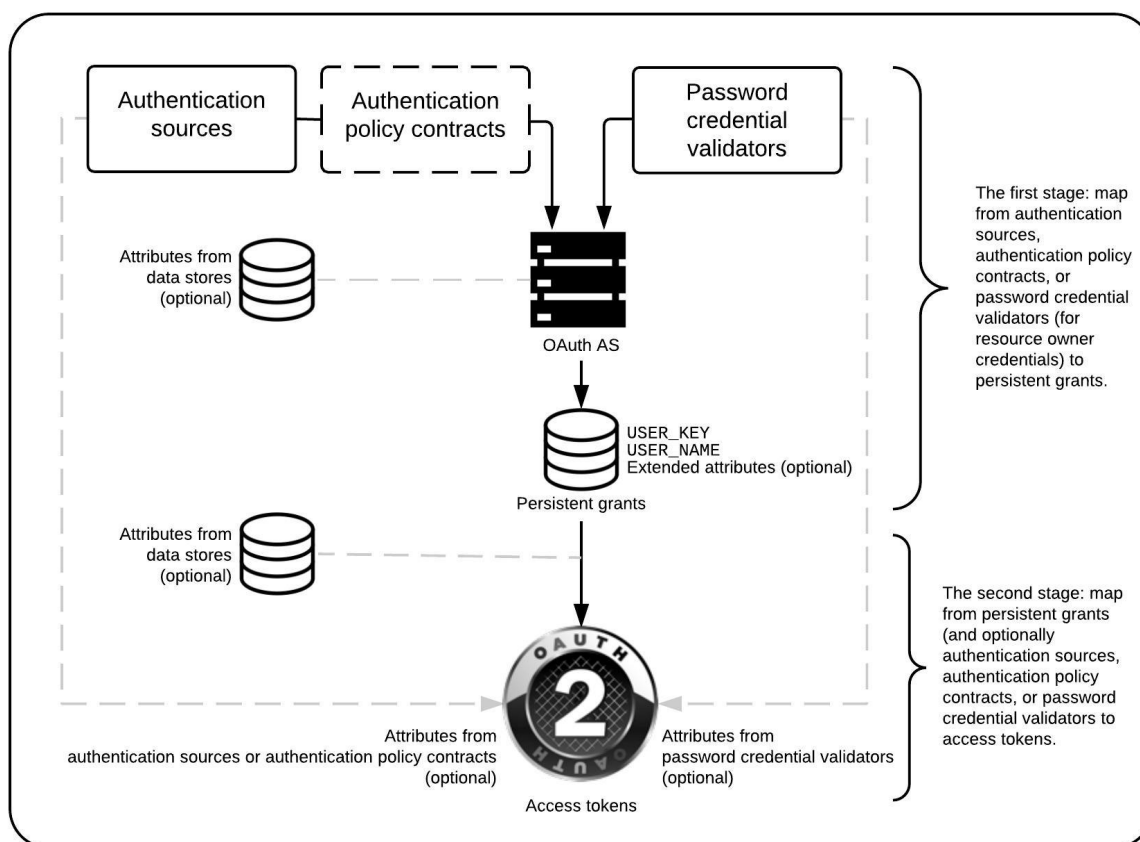 Authentication
sources
Authentication
policy contracts
Password
credential
validators
The first stage: map
from authentication
sources,
authentication policy
contracts, or
password credential
validators (for
resource owner
credentials) to
persistent grants.
Attributes from
data stores
(optional)
OAuth AS
USER_KEY
USER_NAME
Extended attributes (optional)
Persistent grants
Attributes from
data stores
(optional)
The second stage: map
from persistent grants
(and optionally
authentication sources,
authentication policy
contracts, or password
credential validators to
access tokens.
OAUTH
2
OAUTH
Attributes from
authentication sources or authentication policy contracts
(optional)
Attributes from
password credential validators
(optional)
Access tokens